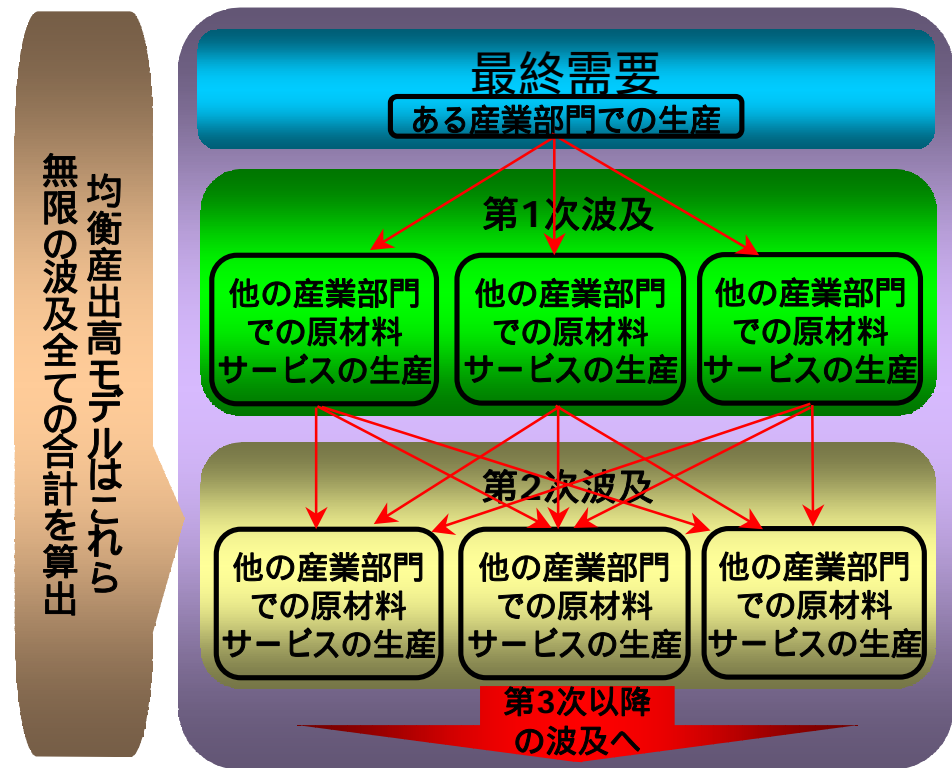 均衡産出高モデルはこれら
無限の波及全ての合計を算出
最終需要
ある産業部門での生産
第1次波及
他の産業部門
での原材料
サービスの生産
他の産業部門
での原材料
サービスの生産
他の産業部門
での原材料
サービスの生産
第2次波及
他の産業部門
での原材料
サービスの生産
他の産業部門
での原材料
サービスの生産
他の産業部門
での原材料
サービスの生産
第3次以降
の波及へ